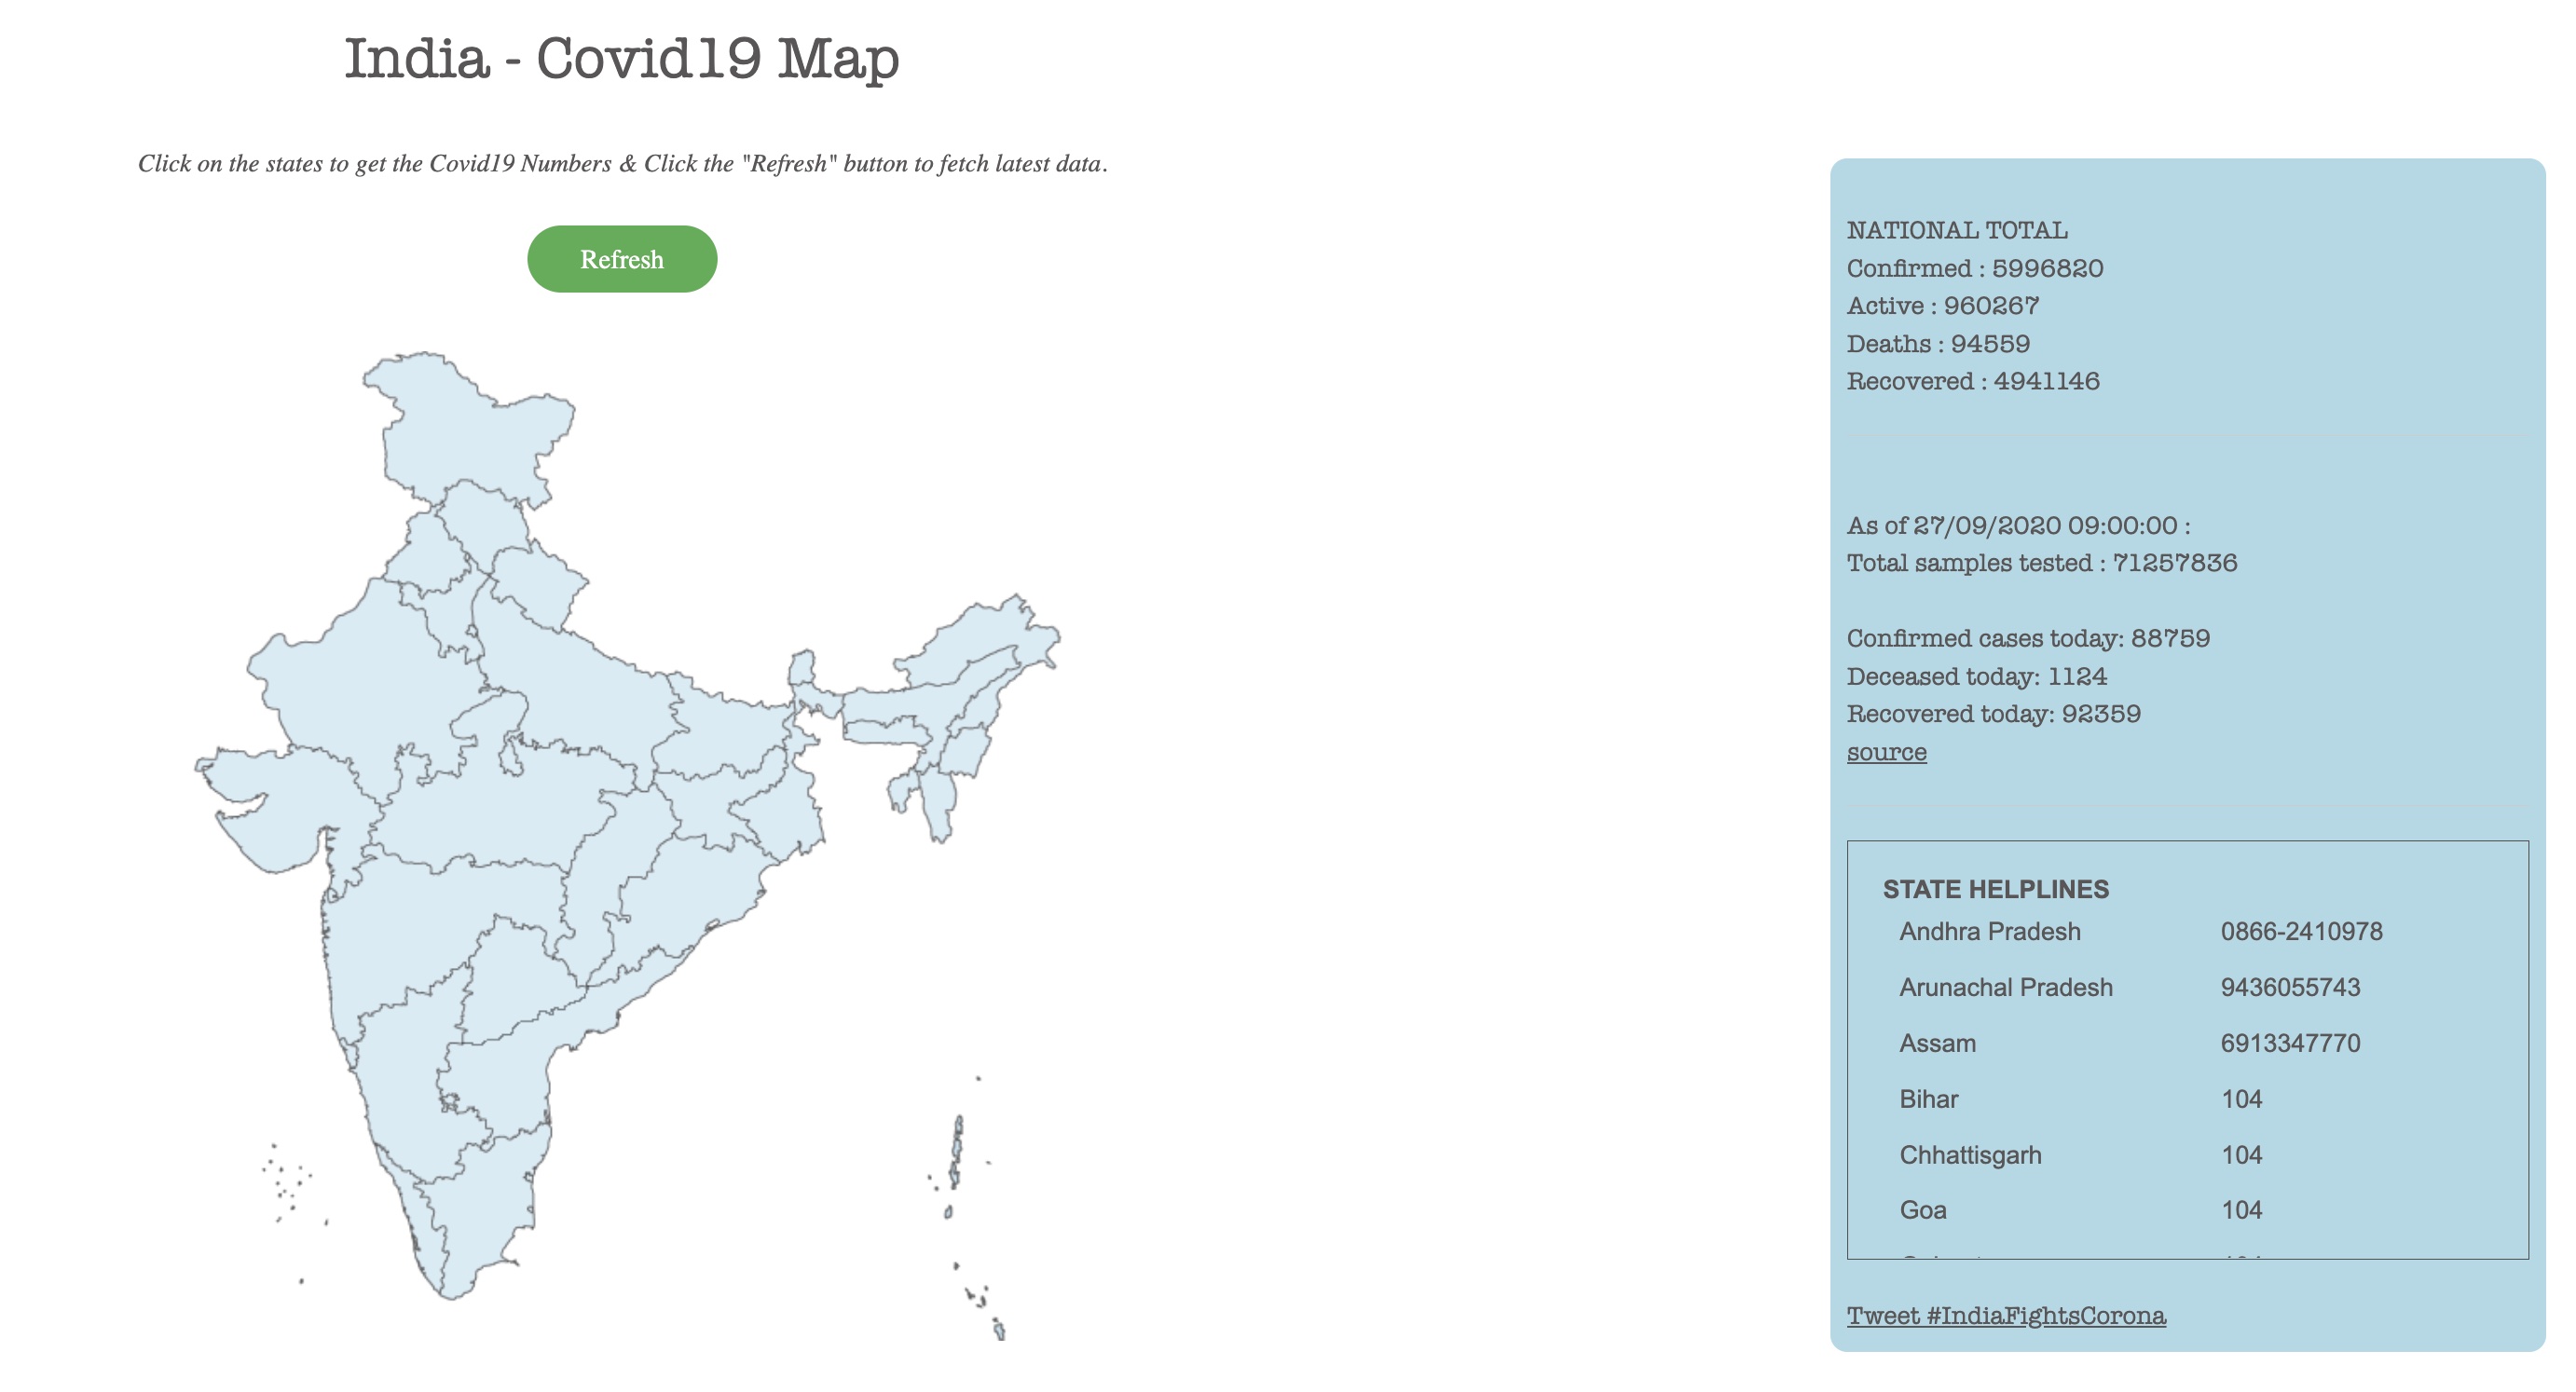 India - Covid19 Map
Click on the states to get the Covid19 Numbers & Click the "Refresh" button to fetch latest data.
Refresh
NATIONAL TOTAL
Confirmed : 5996820
Active : 960267
Deaths : 94559
Recovered : 4941146
As of 27/09/2020 09:00:00 :
Total samples tested : 71257836
Confirmed cases today: 88759
Deceased today: 1124
Recovered today: 92359
source
STATE HELPLINES
Andhra Pradesh 0866-2410978
Arunachal Pradesh 9436055743
Assam 6913347770
Bihar 104
Chhattisgarh 104
Goa 104
Tweet #IndiaFightsCorona